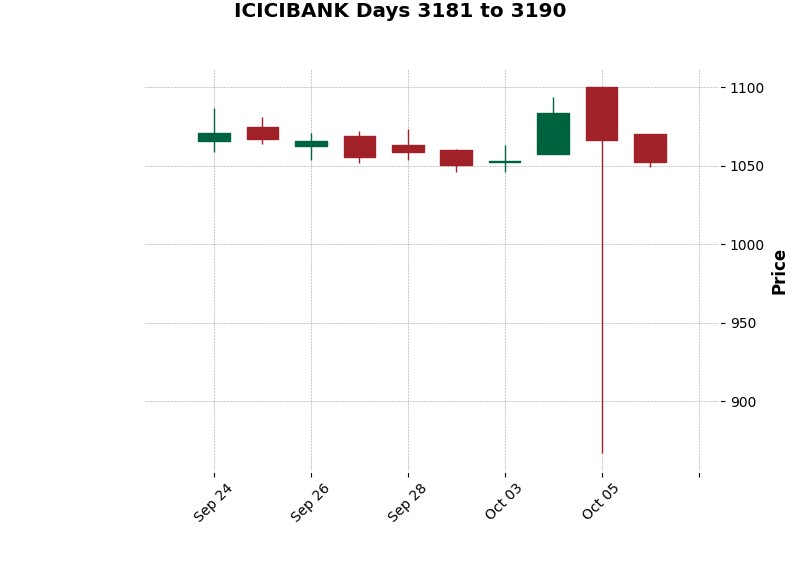 ICICIBANK Days 3181 to 3190
1100
1050
1000
950
900
Price
Sep 24
Sep 26
Sep 28
Oct 03
Oct 05